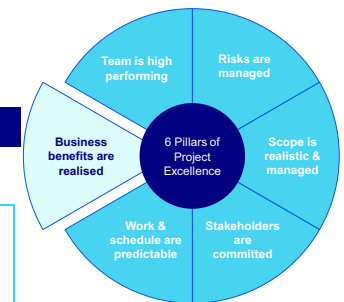 Team is high
performing
Risks are
managed
Business
benefits are
realised
6 Pillars of
Project
Excellence
Scope is
realistic &
managed
Work &
schedule are
predictable
Stakeholders
are
committed